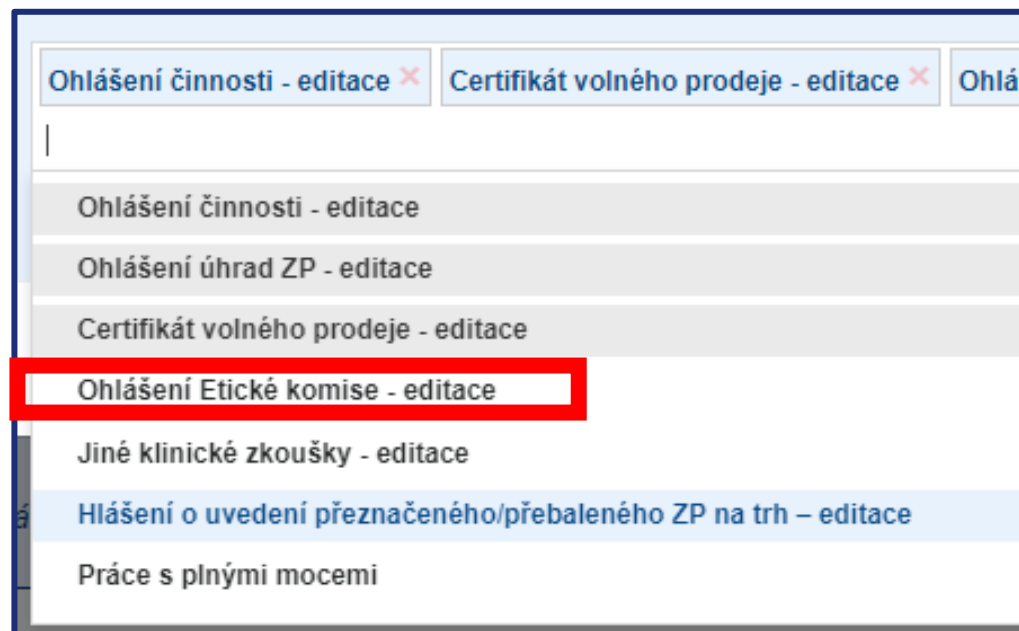 Ohlášení činnosti - editace × Certifikát volného prodeje - editace × Ohlá
Ohlášení činnosti - editace
Ohlášení úhrad ZP - editace
Certifikát volného prodeje - editace
Ohlášení Etické komise - editace
Jiné klinické zkoušky - editace
Hlášení o uvedení přeznačeného/přebaleného ZP na trh – editace
Práce s plnými mocemi